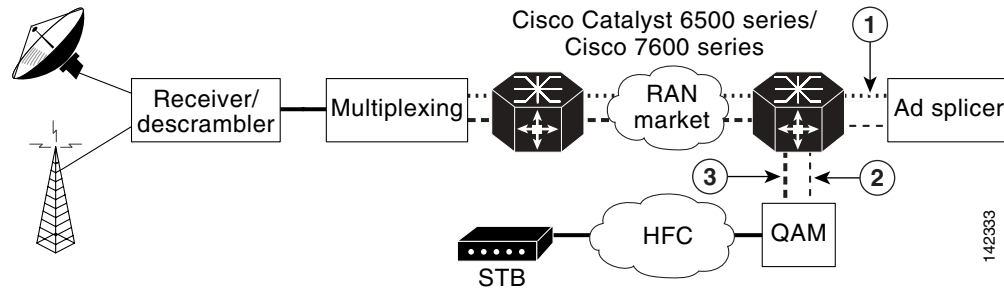 Cisco Catalyst 6500 series/
Cisco 7600 series
1
Receiver/
descrambler
Multiplexing
RAN
market
Ad splicer
3
2
HFC
QAM
STB
142333